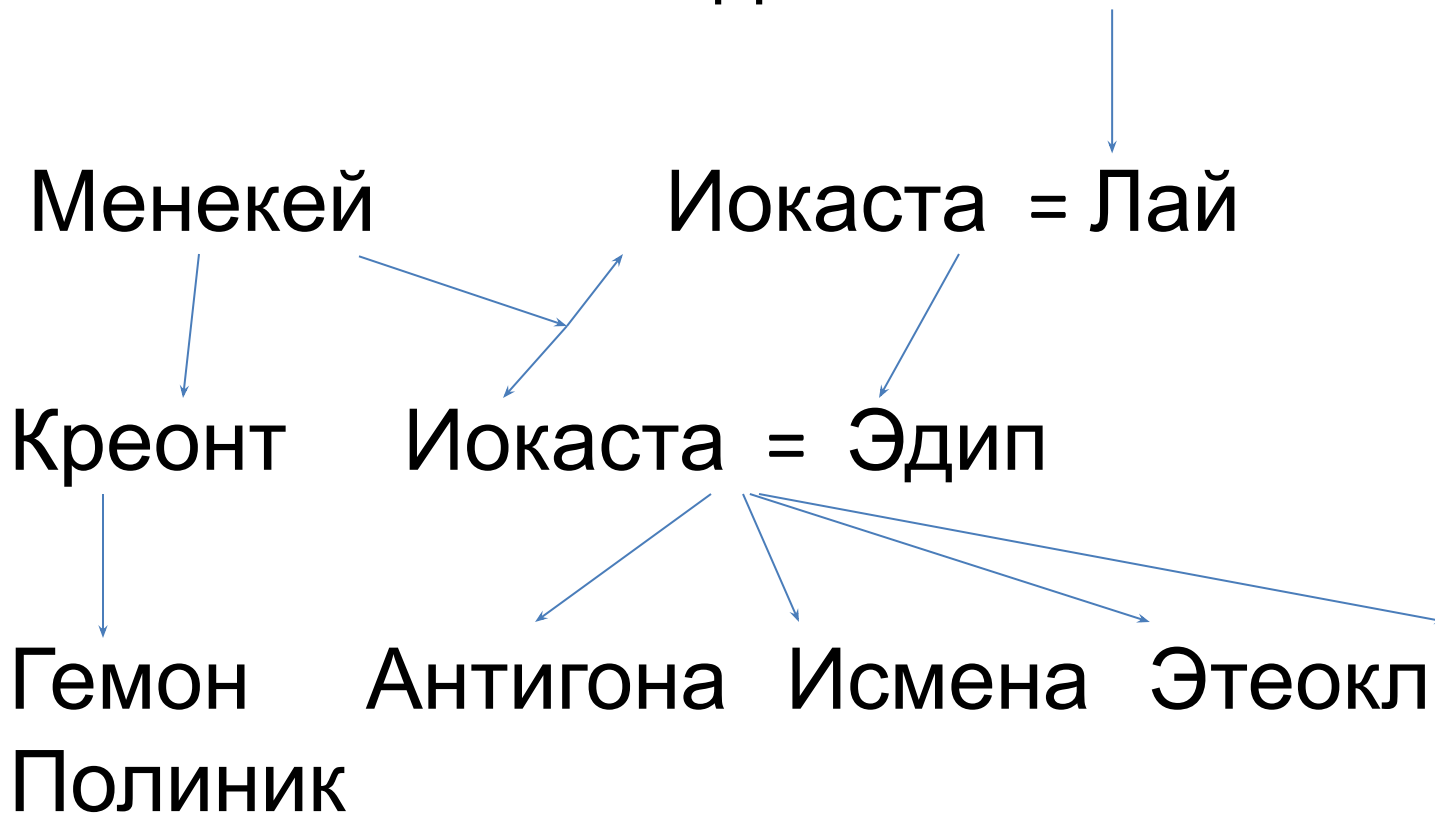 Менекей Иокаста = Лай
Креонт Иокаста = Эдип
Гемон Антигона Исмена Этеокл
Полиник